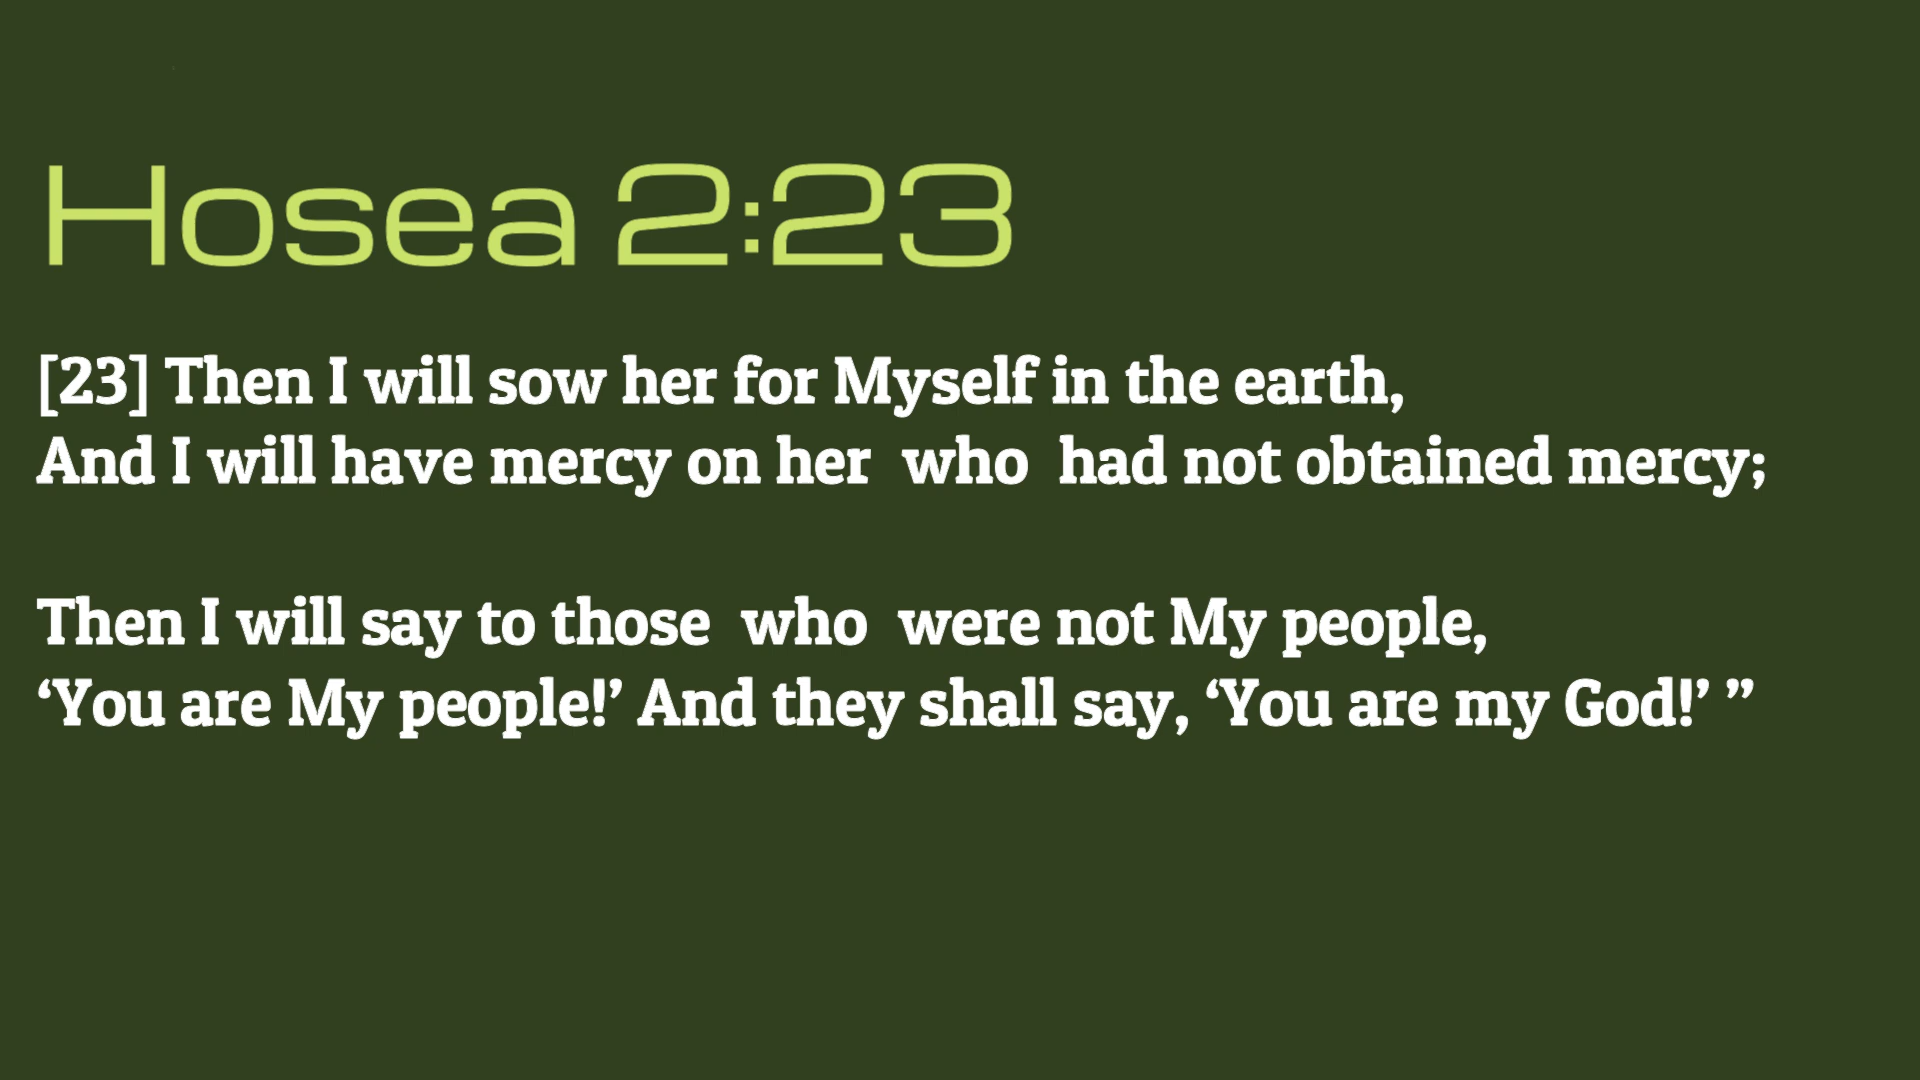 Hosea 2:23
[23] Then I will sow her for Myself in the earth,
And I will have mercy on her  who  had not obtained mercy;
Then I will say to those  who  were not My people,
‘You are My people!’ And they shall say, ‘You are my God!’ ”